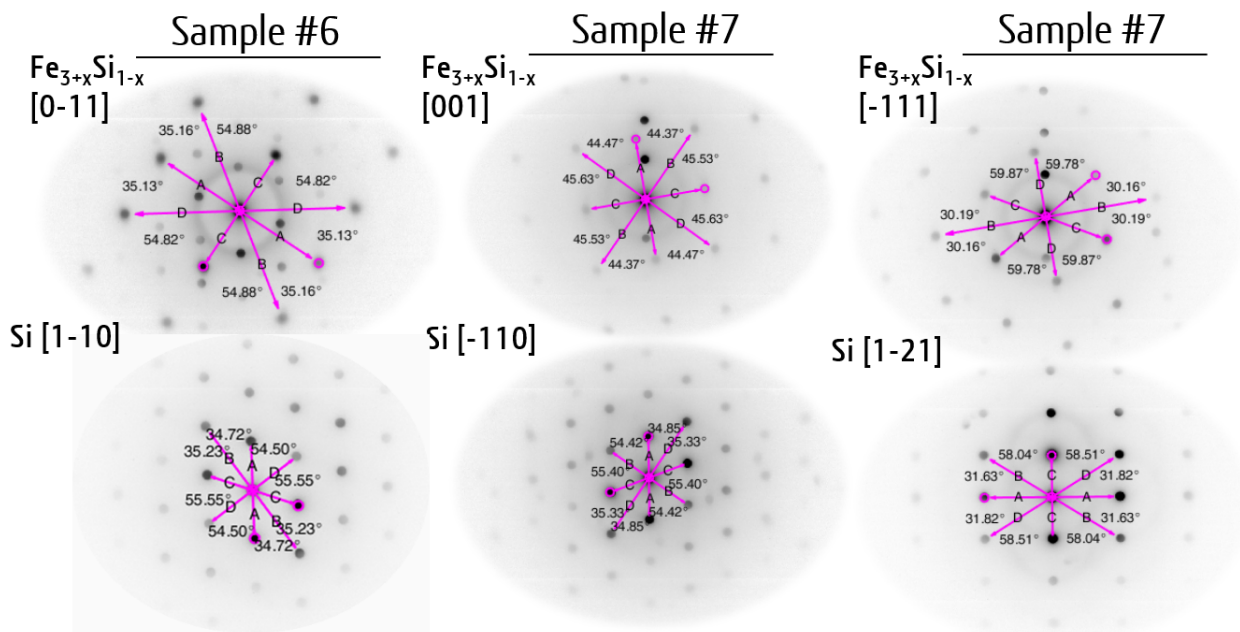 Sample #6
Sample #7
Sample #7
Fe3+xSi1-x
[0-11]
35.16° 54.88°
B
C
54.82°
35.13° A
D D
54.82° C A 35.13°
B
54.88° 35.16°
Fe3+xSi1-x
[001]
44.47° 44.37°
A B
45.53°
D
45.63° C
C 45.63°
B D
45.53° A
44.37° 44.47°
Fe3+xSi1-x
[-111]
59.87° 59.78°
D
A 30.16°
C B
30.19° 30.19°
B C
30.16° A
D
59.78° 59.87°
Si [1-10]
34.72°
35.23° 54.50°
B A D
55.55°
C C
55.55° D
A B 35.23°
54.50°
34.72°
Si [-110]
34.85°
54.42° 35.33°
A D
B C
55.40°
C B 55.40°
D A
35.33 54.42°
34.85°
Si [1-21]
58.04° 58.51°
31.63° B C D 31.82°
A A
31.82° D C B 31.63°
58.51° 58.04°